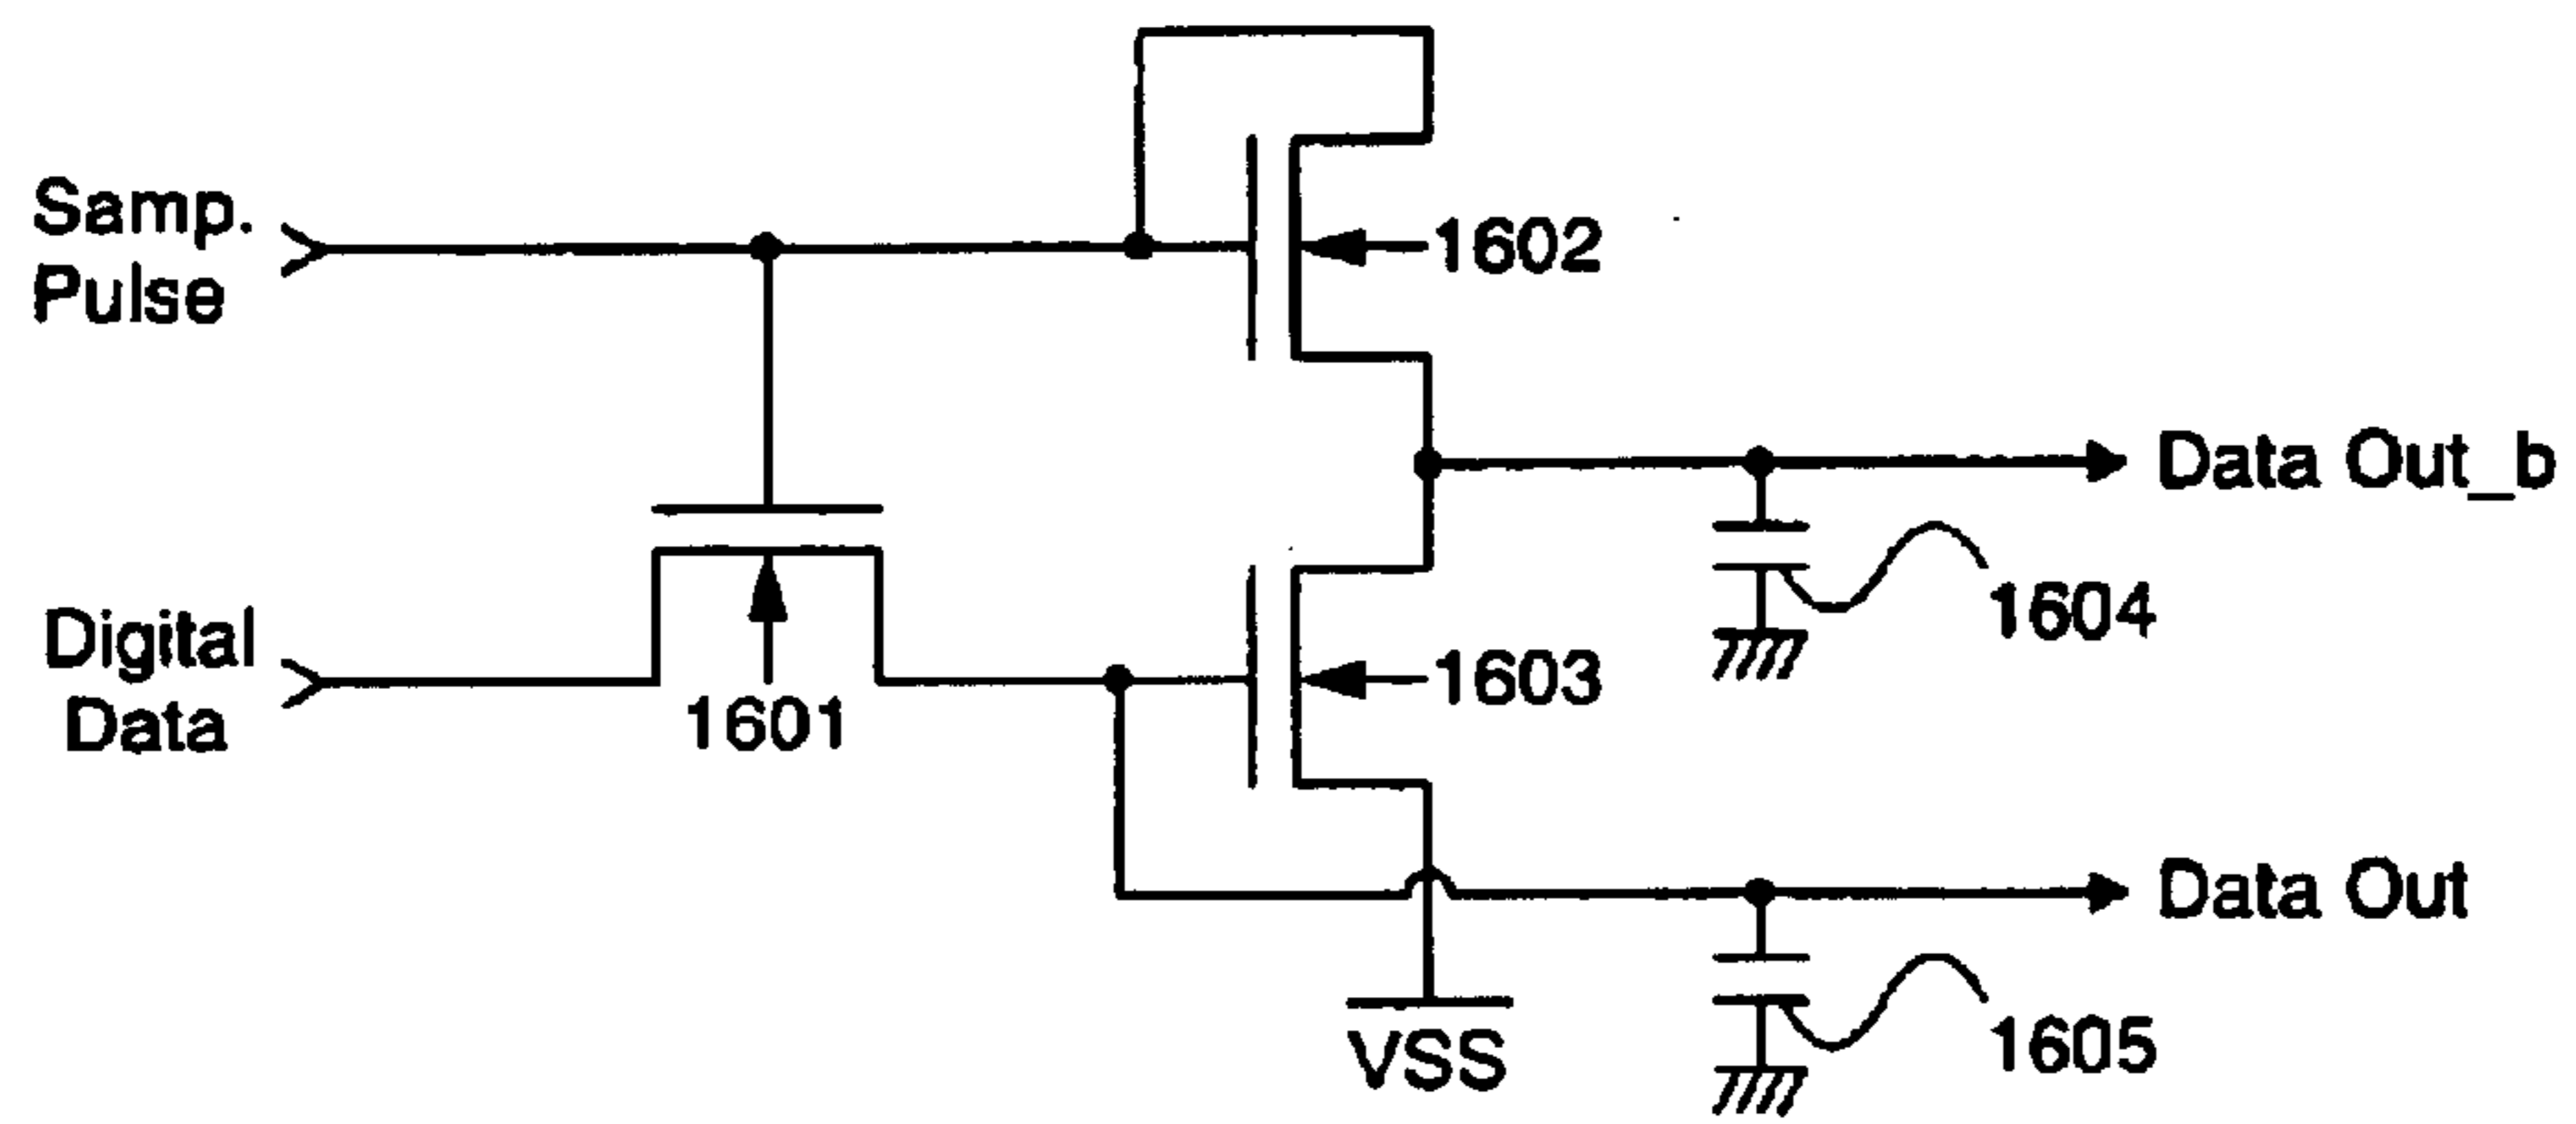 Samp.
Pulse
1602
Data Out_b
1604
Digital
Data
1601
1603
Data Out
VSS
1605